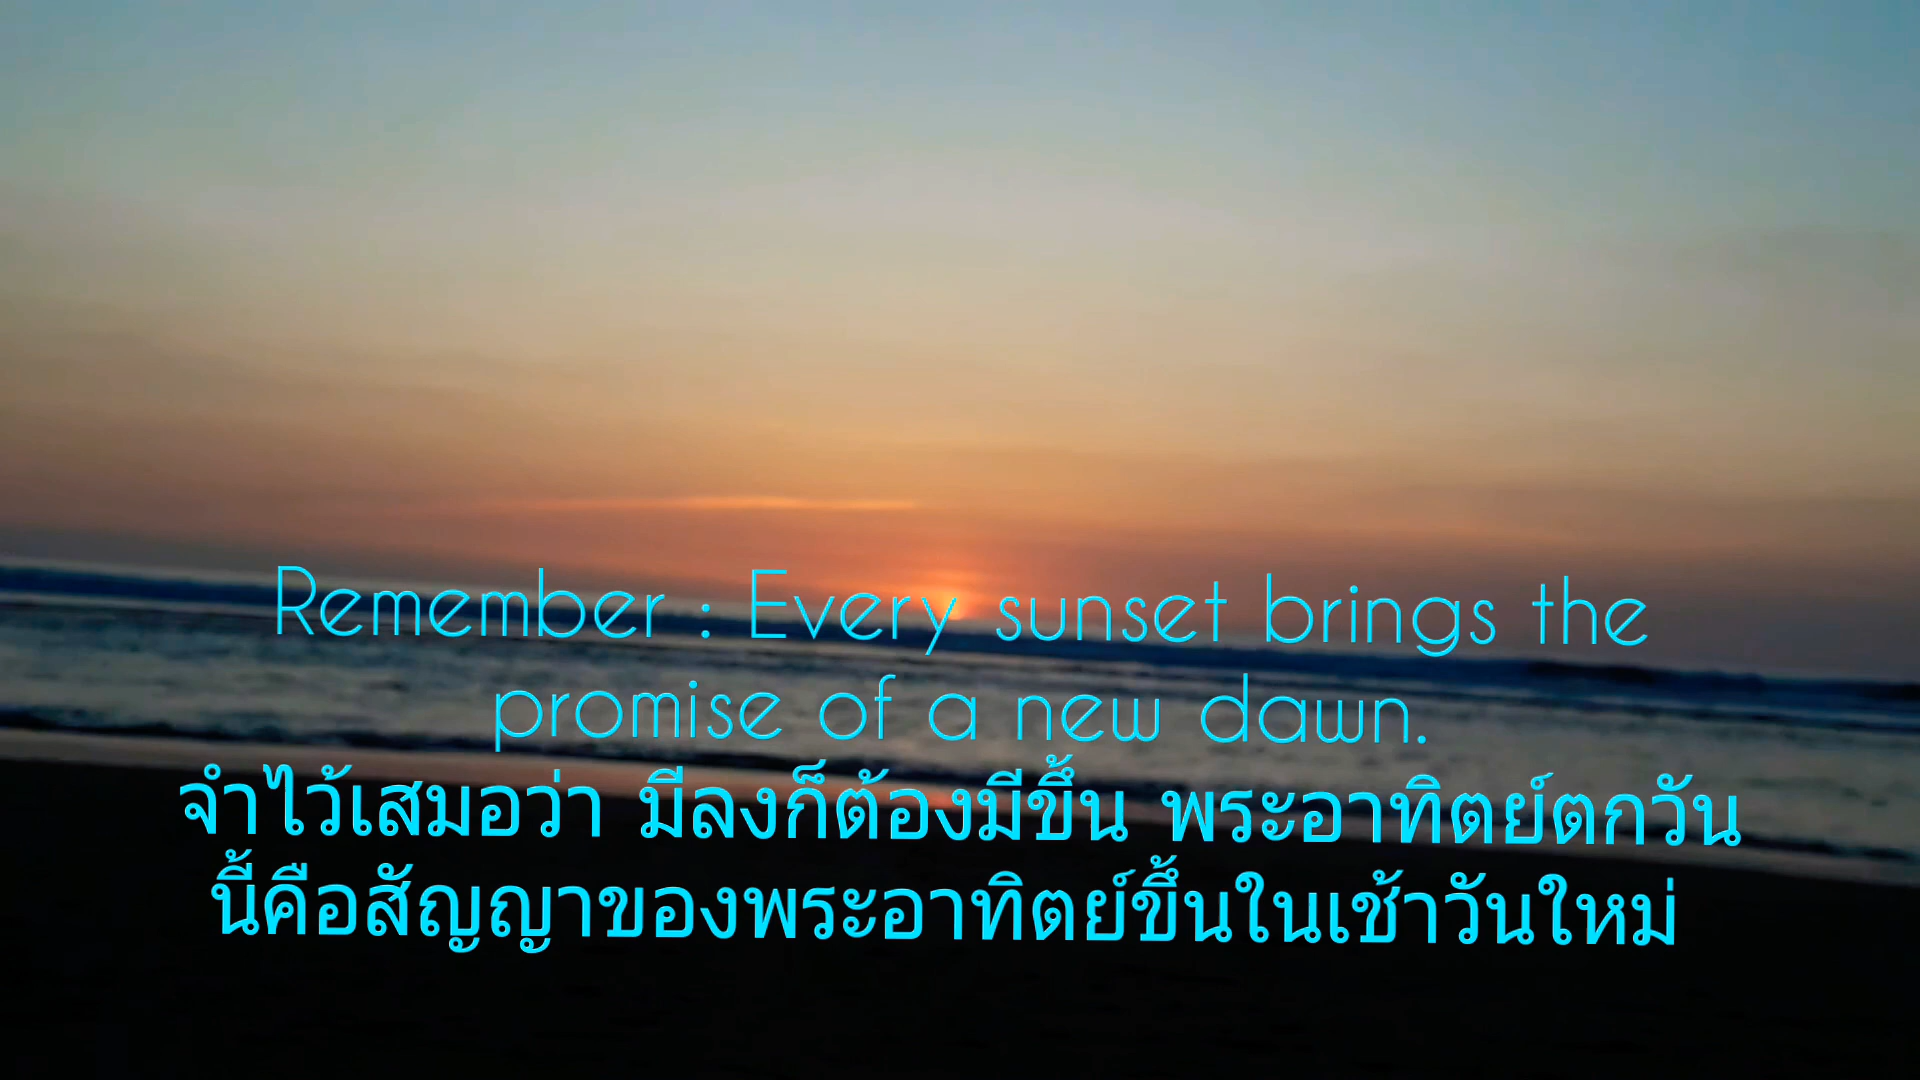 Remember : Every sunset brings the
promise of a new dawn.
จำไว้เสมอว่า มีลงก็ต้องมีขึ้น พระอาทิตย์ตกวัน
นี้คือสัญญาของพระอาทิตย์ขึ้นในเช้าวันใหม่